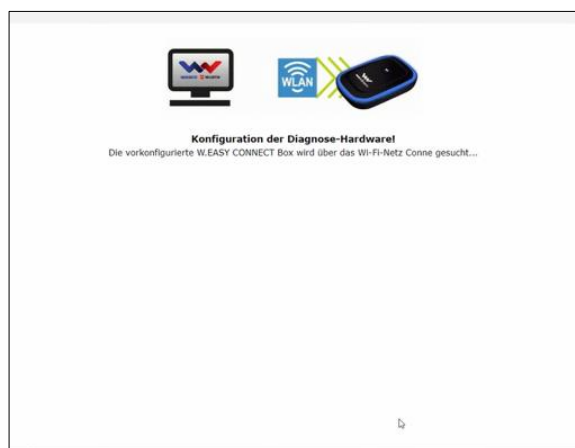 WLAN
Konfiguration der Diagnose-Hardware!
Die vorkonfigurierte W.EASY CONNECT Box wird über das Wi-Fi-Netz Conne gesucht...